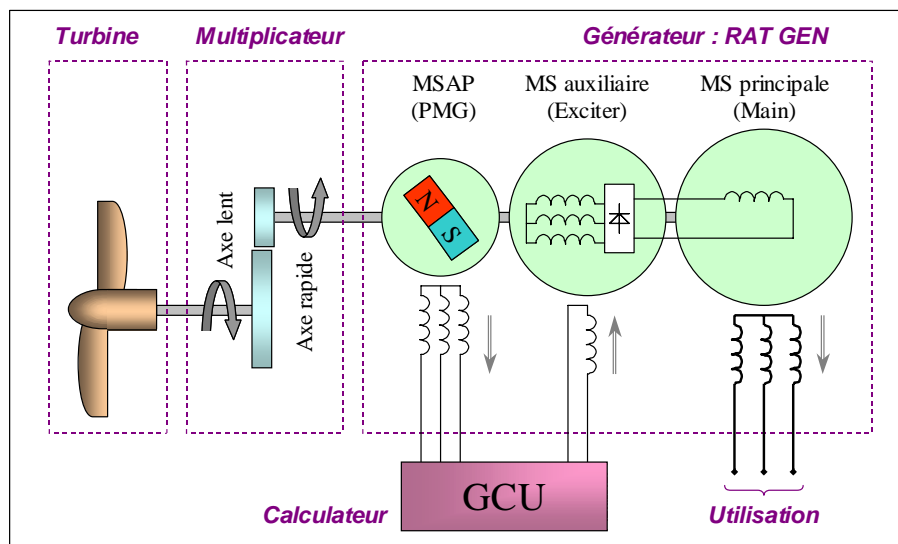 Turbine
Multiplicateur
Générateur : RAT GEN
MSAP
(PMG)
MS auxiliaire
(Exciter)
MS principale
(Main)
N
S
Axe lent
Axe rapide
GCU
Calculateur
Utilisation